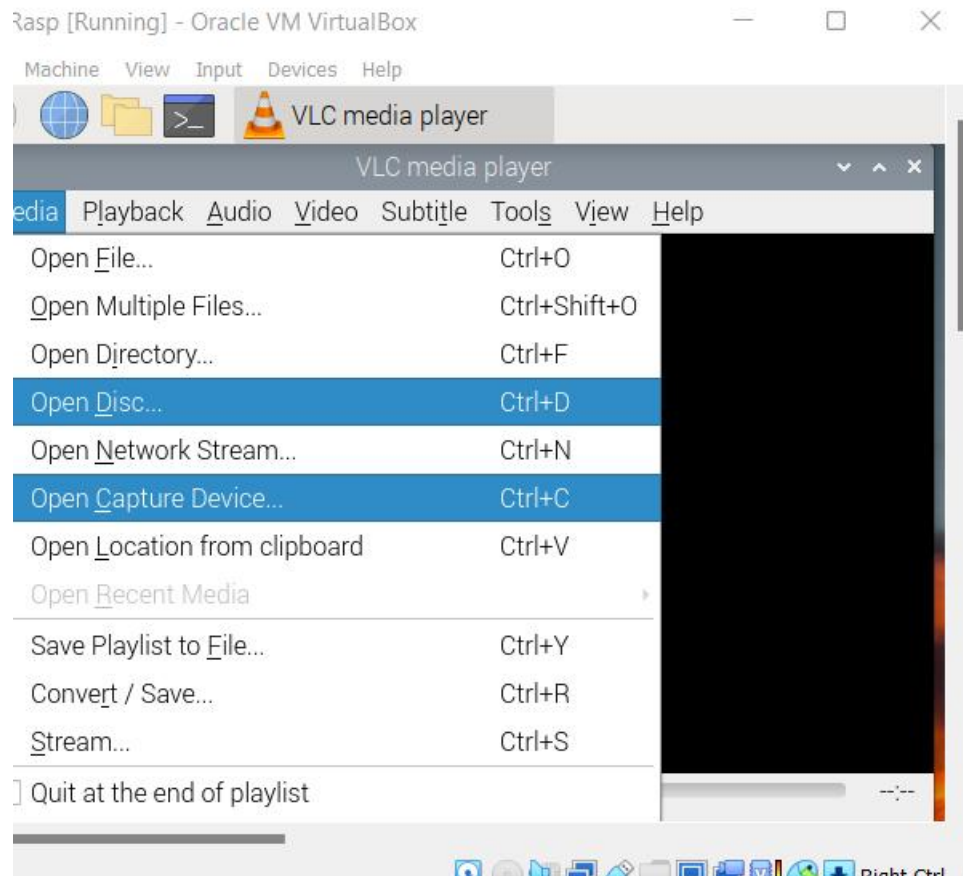 Rasp [Running] - Oracle VM VirtualBox
Machine View Input Devices Help
>_ VLC media player
VLC media player
edia Playback Audio Video Subtitle Tools View Help
Open File... Ctrl+O
Open Multiple Files... Ctrl+Shift+O
Open Directory... Ctrl+F
Open Disc... Ctrl+D
Open Network Stream... Ctrl+N
Open Capture Device... Ctrl+C
Open Location from clipboard Ctrl+V
Open Recent Media
Save Playlist to File... Ctrl+Y
Convert / Save... Ctrl+R
Stream... Ctrl+S
Quit at the end of playlist --:--
Right Ctrl